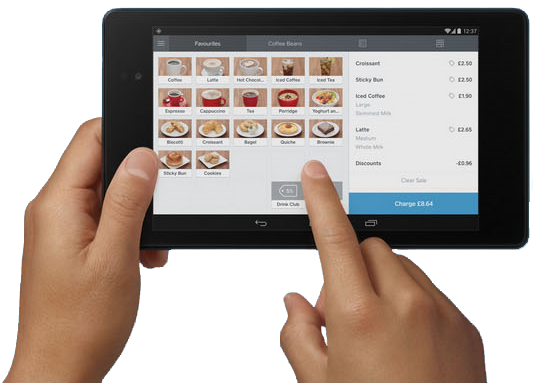 12:37
Favourites
Coffee Beans
Coffee
Latte
Hot Chocol...
Iced Coffee
Iced Tea
Espresso
Cappuccino
Tea
Porridge
Yoghurt an...
Biscotti
Croissant
Bagel
Quiche
Brownie
Sticky Bun
Cookies
Drink Club
Croissant £2.50
Sticky Bun £2.50
Iced Coffee £1.90
Large
Skimmed Milk
Latte £2.65
Medium
Whole Milk
Discounts -£0.96
Clear Sale
Charge £8.64